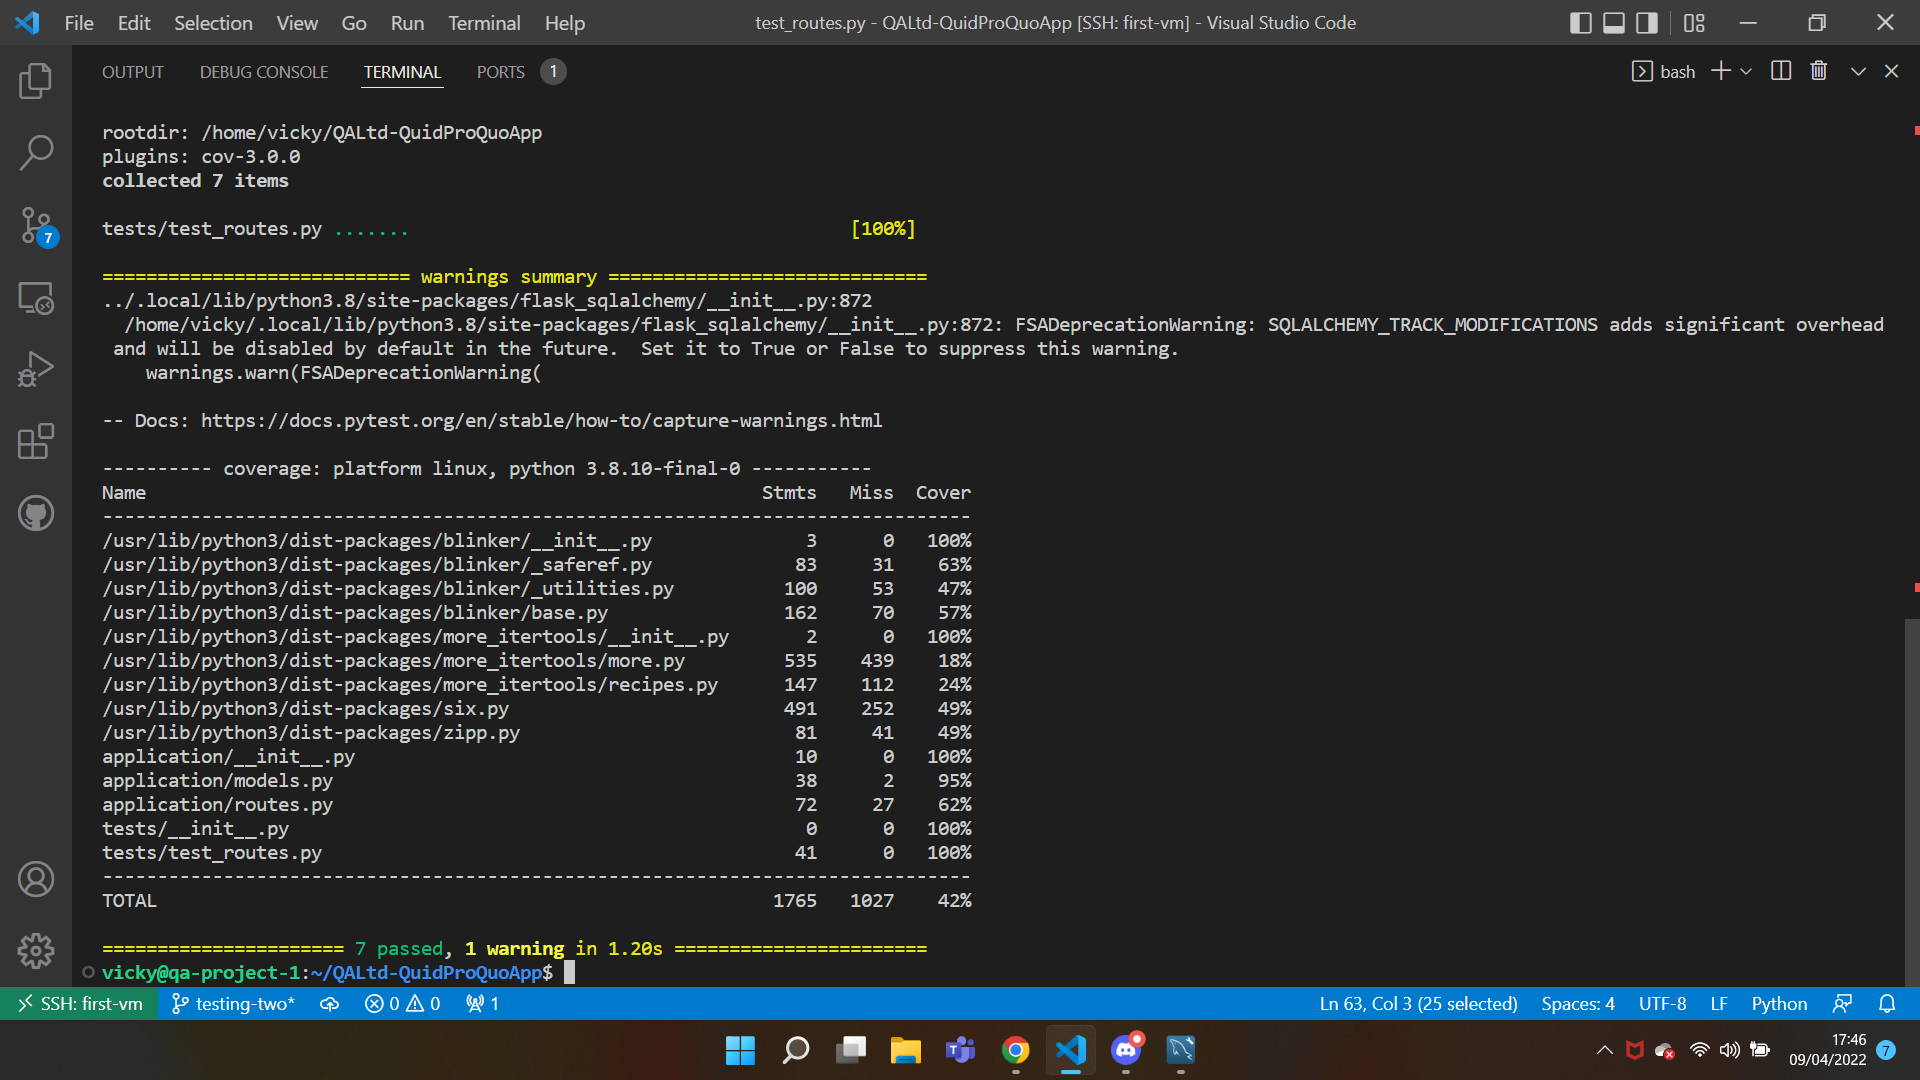 File Edit Selection View Go Run Terminal Help
test_routes.py - QALtd-QuidProQuoApp [SSH: first-vm] - Visual Studio Code
OUTPUT DEBUG CONSOLE TERMINAL PORTS 1
bash
rootdir: /home/vicky/QALtd-QuidProQuoApp
plugins: cov-3.0.0
collected 7 items
tests/test_routes.py ....... [100%]
============================ warnings summary =============================
../.local/lib/python3.8/site-packages/flask_sqlalchemy/__init__.py:872
/home/vicky/.local/lib/python3.8/site-packages/flask_sqlalchemy/__init__.py:872: FSADeprecationWarning: SQLALCHEMY_TRACK_MODIFICATIONS adds significant overhead
and will be disabled by default in the future.  Set it to True or False to suppress this warning.
warnings.warn(FSADeprecationWarning(
-- Docs: https://docs.pytest.org/en/stable/how-to/capture-warnings.html
---------- coverage: platform linux, python 3.8.10-final-0 -----------
Name Stmts Miss Cover
-------------------------------------------------------------------------------
/usr/lib/python3/dist-packages/blinker/__init__.py 3 0 100%
/usr/lib/python3/dist-packages/blinker/_saferef.py 83 31 63%
/usr/lib/python3/dist-packages/blinker/_utilities.py 100 53 47%
/usr/lib/python3/dist-packages/blinker/base.py 162 70 57%
/usr/lib/python3/dist-packages/more_itertools/__init__.py 2 0 100%
/usr/lib/python3/dist-packages/more_itertools/more.py 535 439 18%
/usr/lib/python3/dist-packages/more_itertools/recipes.py 147 112 24%
/usr/lib/python3/dist-packages/six.py 491 252 49%
/usr/lib/python3/dist-packages/zipp.py 81 41 49%
application/__init__.py 10 0 100%
application/models.py 38 2 95%
application/routes.py 72 27 62%
tests/__init__.py 0 0 100%
tests/test_routes.py 41 0 100%
-------------------------------------------------------------------------------
TOTAL 1765 1027 42%
====================== 7 passed, 1 warning in 1.20s =======================
vicky@qa-project-1:~/QALtd-QuidProQuoApp$
7
SSH: first-vm testing-two* 0 0 1 Ln 63, Col 3 (25 selected) Spaces: 4 UTF-8 LF Python
17:46
09/04/2022 7